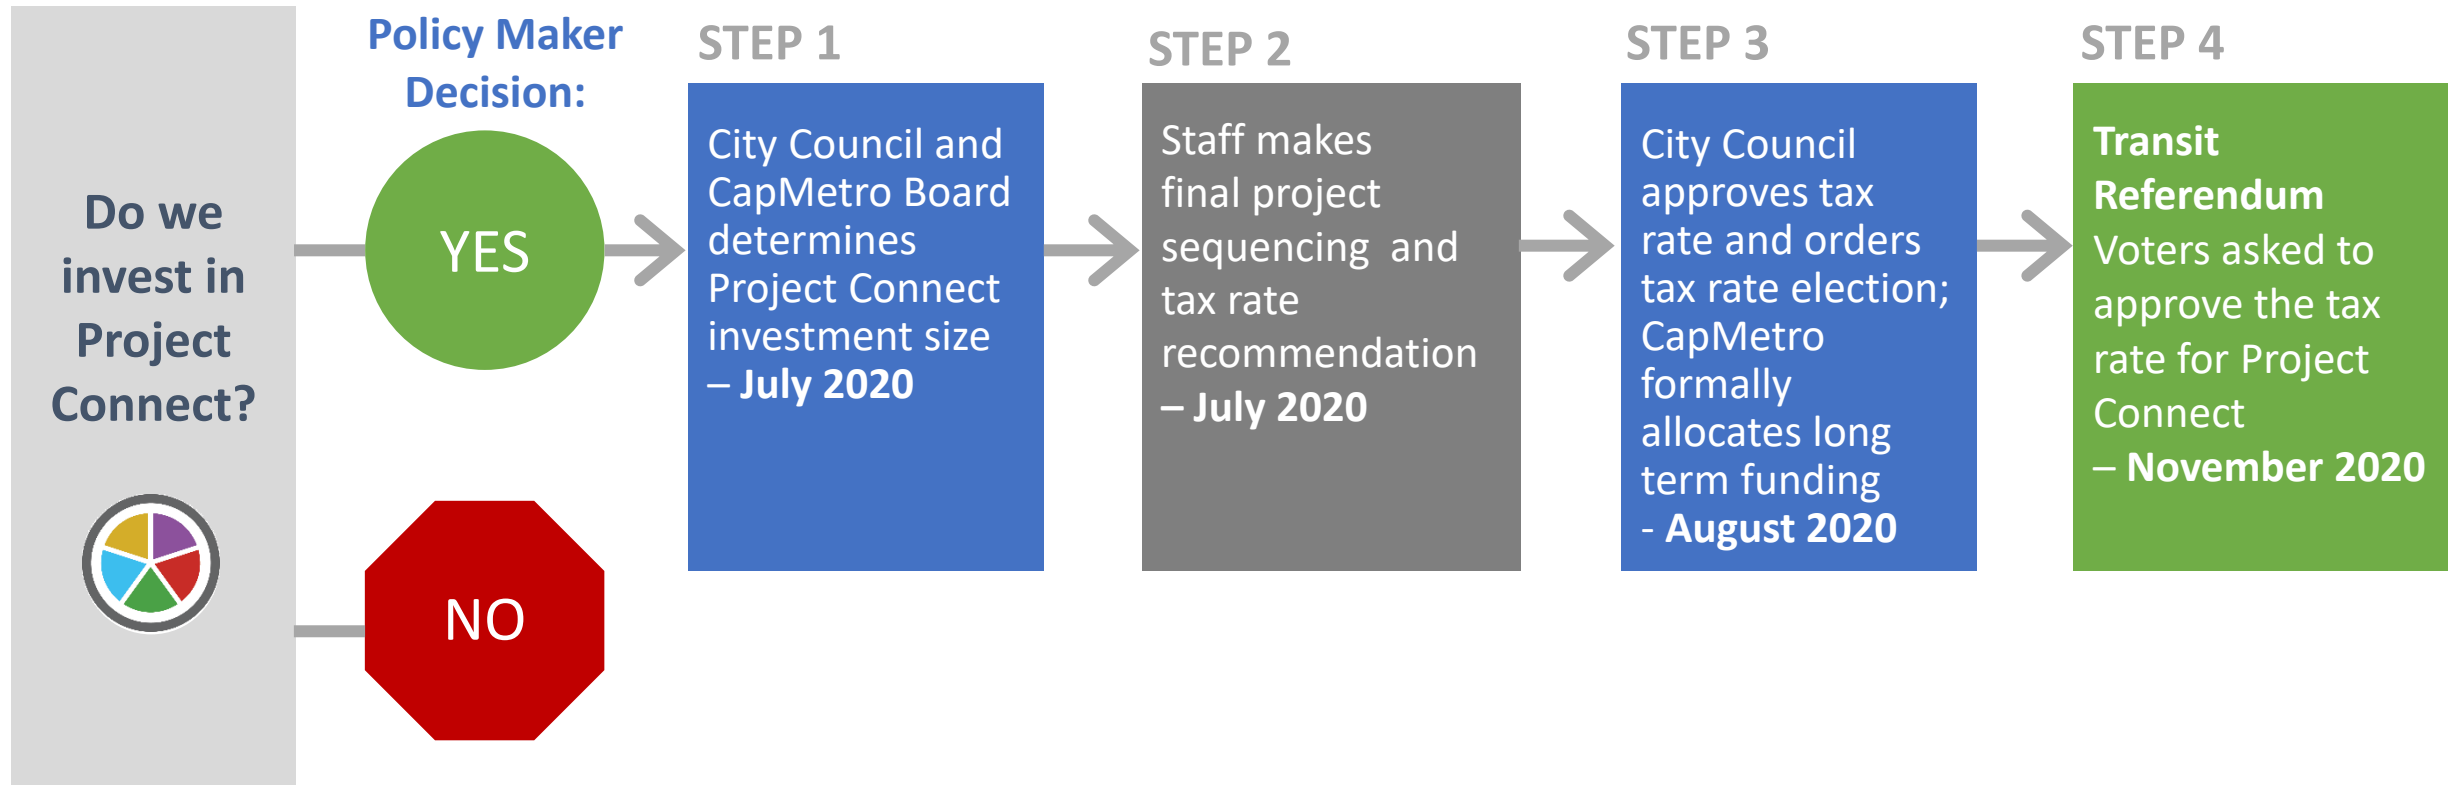 Do we
invest in
Project
Connect?
Policy Maker
Decision:
YES
NO
STEP 1
City Council and
CapMetro Board
determines
Project Connect
investment size
– July 2020
STEP 2
Staff makes
final project
sequencing and
tax rate
recommendation
– July 2020
STEP 3
City Council
approves tax
rate and orders
tax rate election;
CapMetro
formally
allocates long
term funding
- August 2020
STEP 4
Transit
Referendum
Voters asked to
approve the tax
rate for Project
Connect
– November 2020